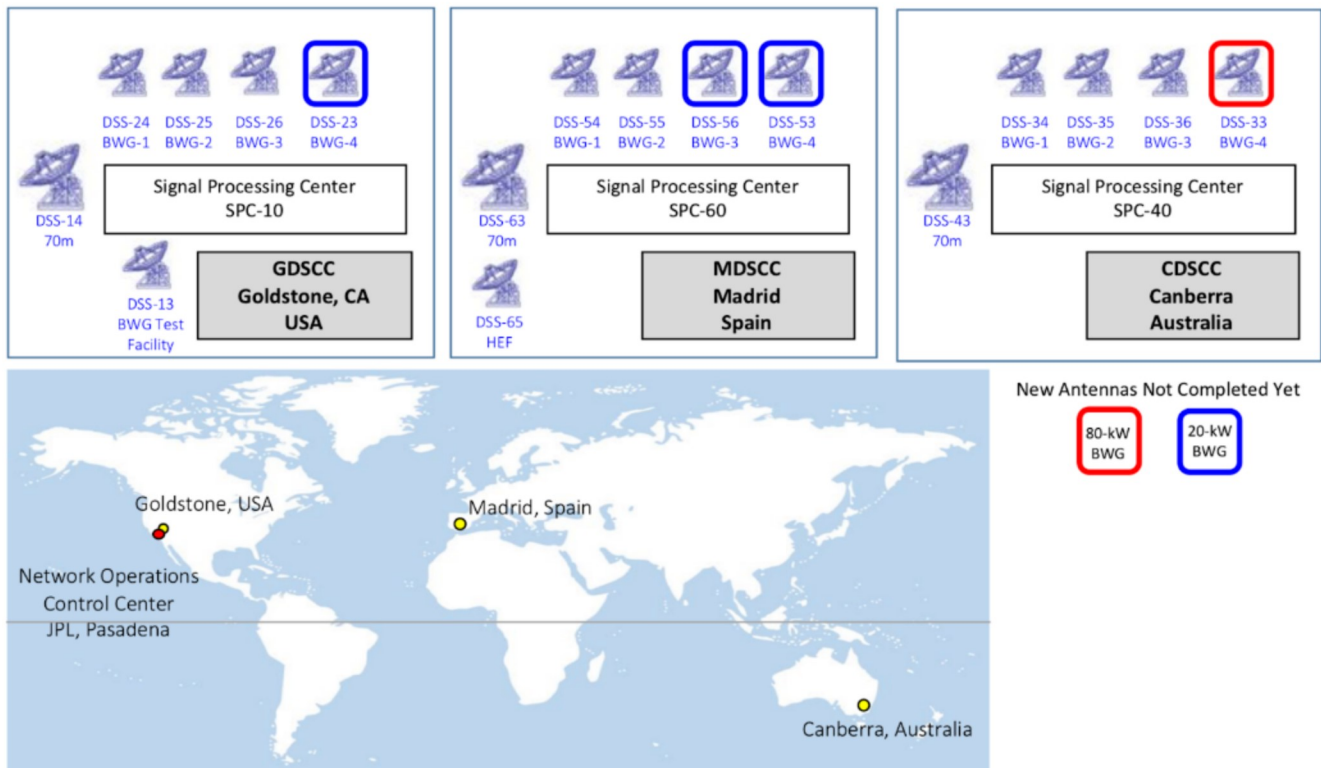 DSS-24
BWG-1
DSS-25
BWG-2
DSS-26
BWG-3
DSS-23
BWG-4
DSS-14
70m
Signal Processing Center
SPC-10
DSS-13
BWG Test
Facility
GDSCC
Goldstone, CA
USA
DSS-54
BWG-1
DSS-55
BWG-2
DSS-56
BWG-3
DSS-53
BWG-4
DSS-63
70m
Signal Processing Center
SPC-60
DSS-65
HEF
MDSCC
Madrid
Spain
DSS-34
BWG-1
DSS-35
BWG-2
DSS-36
BWG-3
DSS-33
BWG-4
DSS-43
70m
Signal Processing Center
SPC-40
CDSCC
Canberra
Australia
Goldstone, USA
Madrid, Spain
Network Operations
Control Center
JPL, Pasadena
Canberra, Australia
New Antennas Not Completed Yet
80-kW
BWG
20-kW
BWG